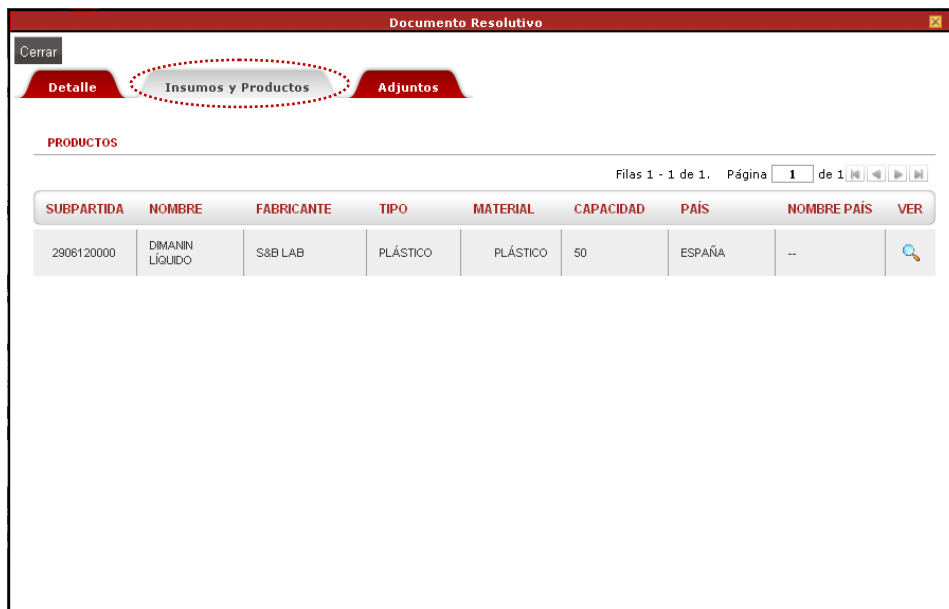 Documento Resolutivo
Cerrar
Detalle Insumos y Productos Adjuntos
PRODUCTOS
Filas 1 - 1 de 1. Página 1 de 1
SUBPARTIDA NOMBRE FABRICANTE TIPO MATERIAL CAPACIDAD PAÍS NOMBRE PAÍS VER
2906120000 DIMANIN LÍQUIDO S&B LAB PLÁSTICO PLÁSTICO 50 ESPAÑA --